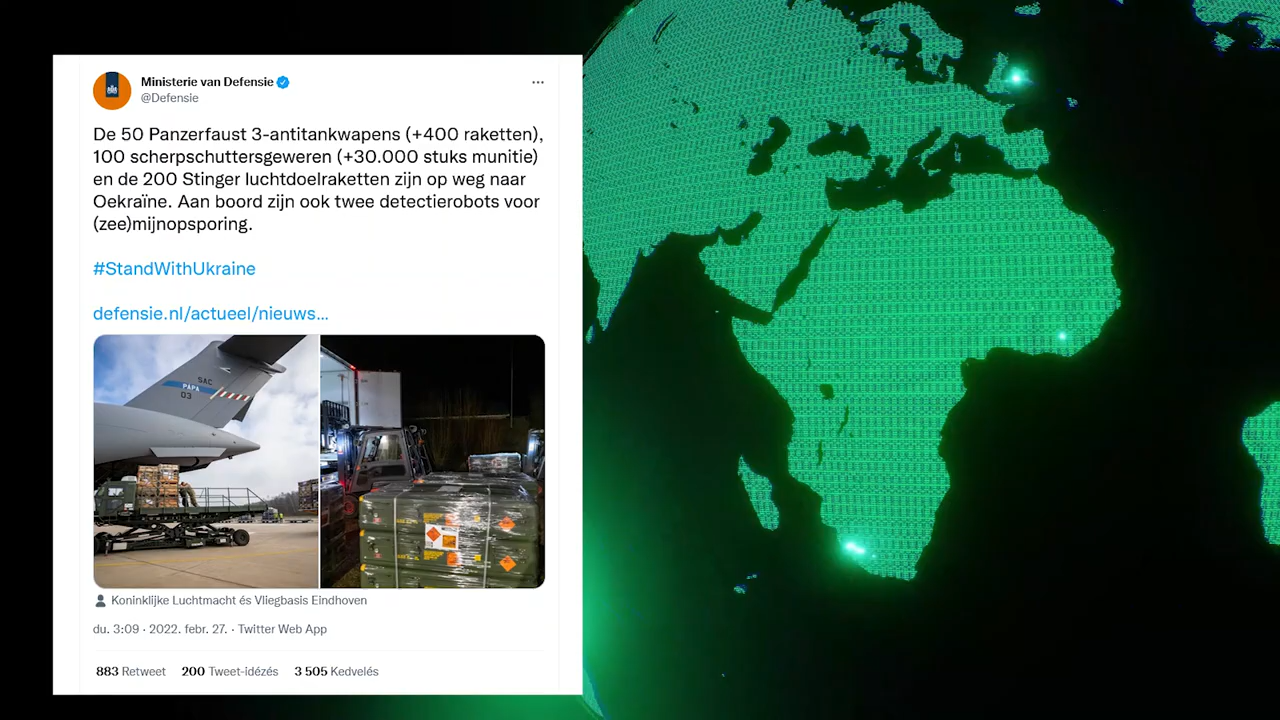 Ministerie van Defensie
@Defensie
De 50 Panzerfaust 3-antitankwapens (+400 raketten),
100 scherpschuttersgeweren (+30.000 stuks munitie)
en de 200 Stinger luchtdoelraketten zijn op weg naar
Oekraïne. Aan boord zijn ook twee detectierobots voor
(zee)mijnopsporing.
#StandWithUkraine
defensie.nl/actueel/nieuws...
SAC
PAPA
03
Koninklijke Luchtmacht és Vliegbasis Eindhoven
du. 3:09 · 2022. febr. 27. · Twitter Web App
883 Retweet 200 Tweet-idézés 3 505 Kedvelés